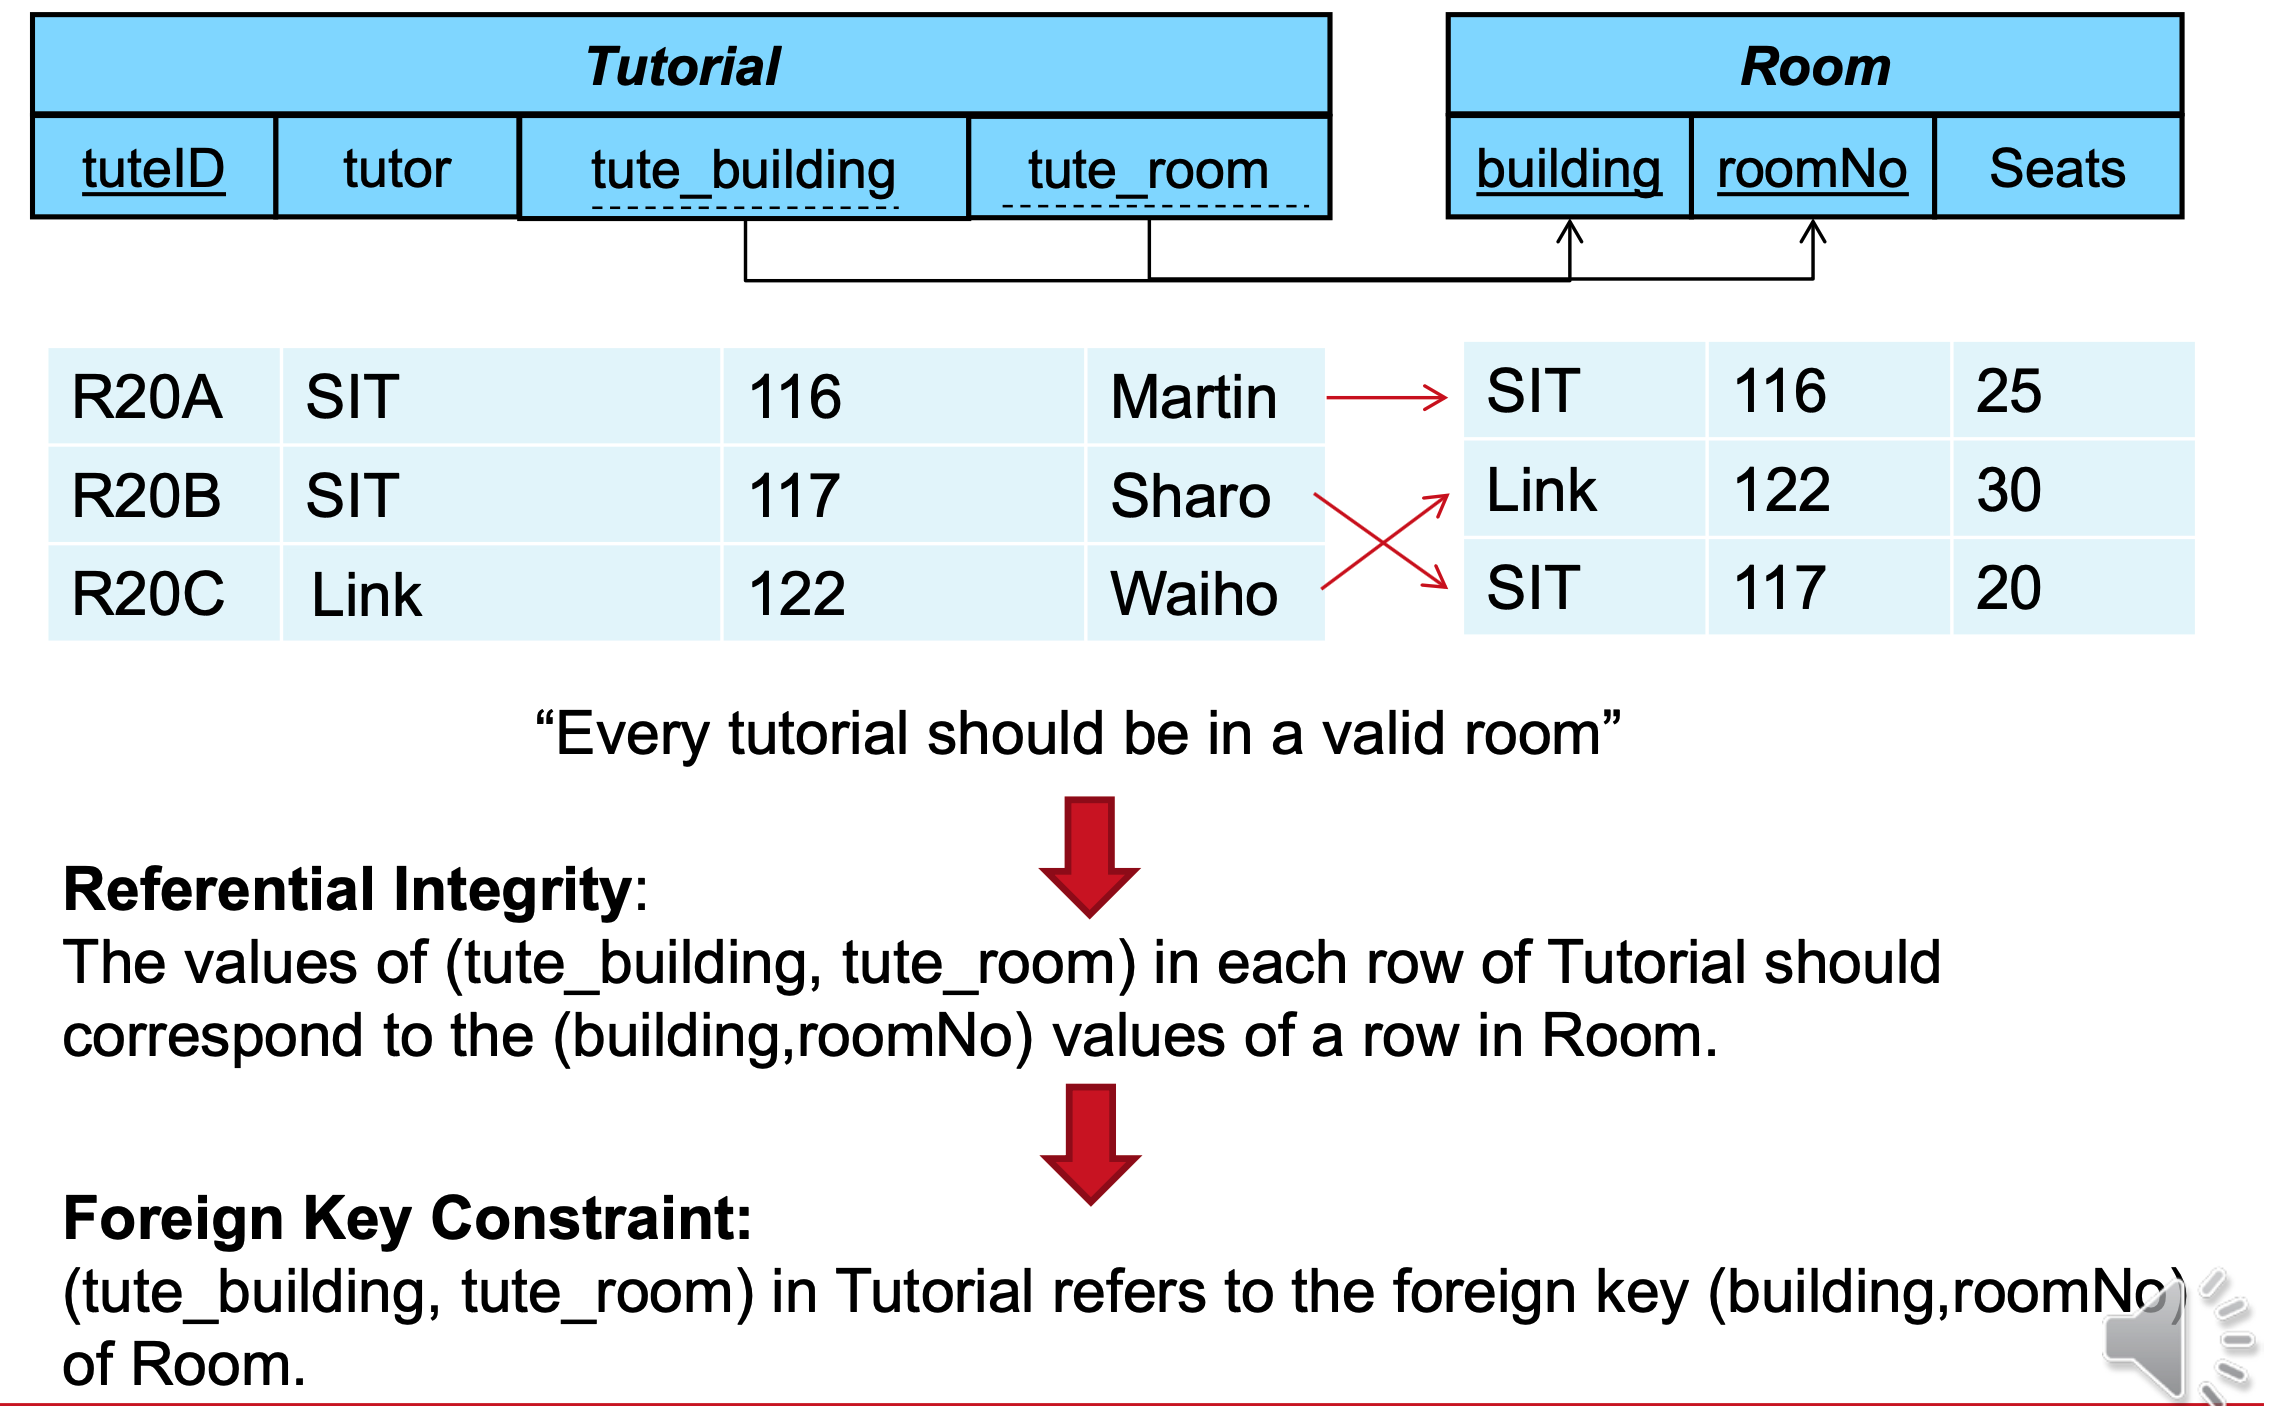 Tutorial
Room
tuteID tutor tute_building tute_room
building roomNo Seats
R20A SIT 116 Martin
SIT 116 25
R20B SIT 117 Sharo
Link 122 30
R20C Link 122 Waiho
SIT 117 20
“Every tutorial should be in a valid room”
Referential Integrity:
The values of (tute_building, tute_room) in each row of Tutorial should
correspond to the (building,roomNo) values of a row in Room.
Foreign Key Constraint:
(tute_building, tute_room) in Tutorial refers to the foreign key (building,roomNo)
of Room.